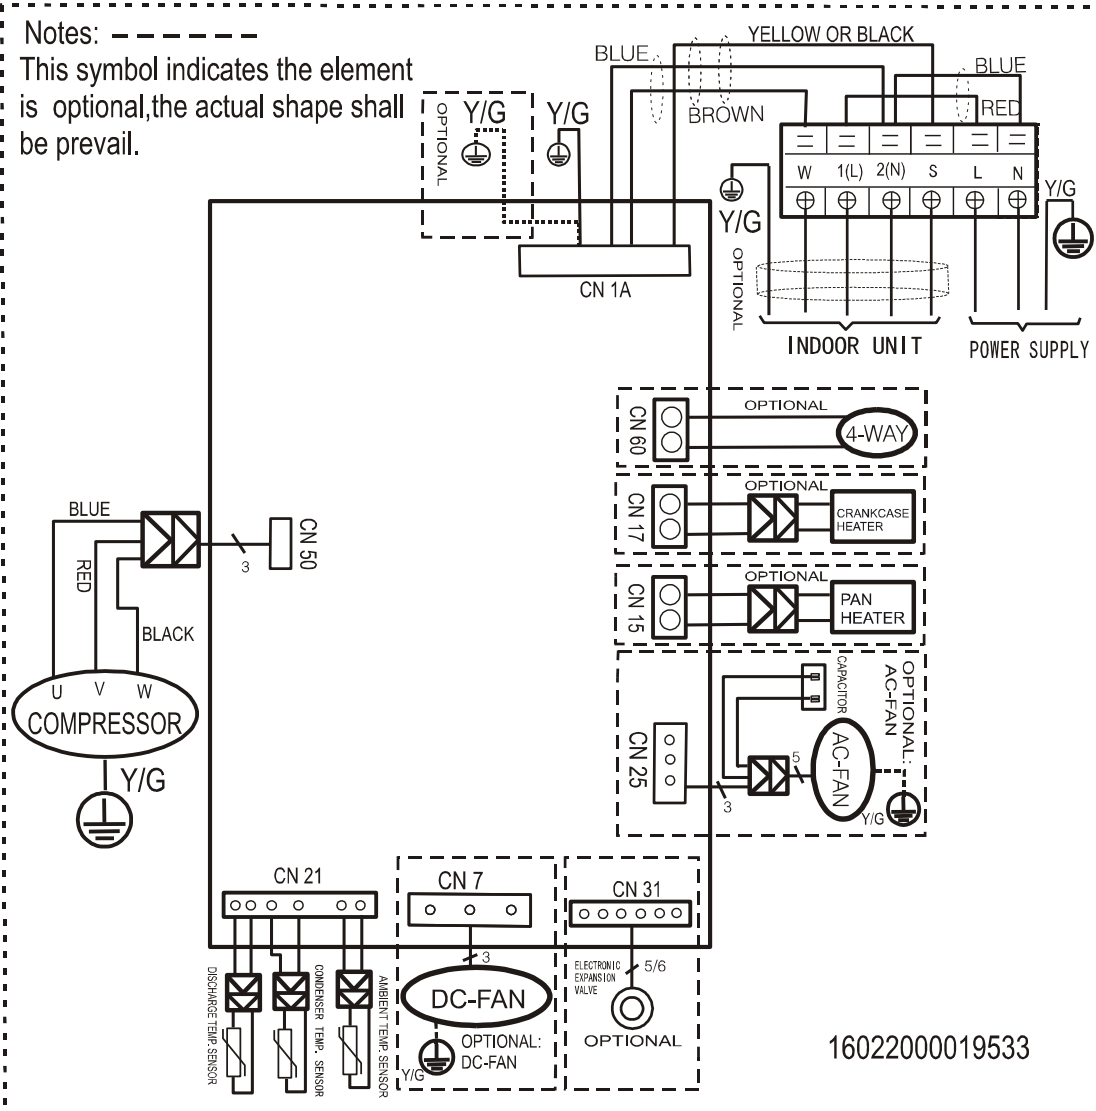 Notes:
This symbol indicates the element
is optional,the actual shape shall
be prevail.
OPTIONAL
Y/G
Y/G
BLUE
YELLOW OR BLACK
BROWN
BLUE
RED
W 1(L) 2(N) S L N
Y/G
Y/G
OPTIONAL
INDOOR UNIT
POWER SUPPLY
CN 1A
CN 60
OPTIONAL
4-WAY
CN 17
OPTIONAL
CRANKCASE
HEATER
CN 15
OPTIONAL
PAN
HEATER
CN 25
3
CAPACITOR
5
AC-FAN
OPTIONAL:
AC-FAN
Y/G
BLUE
RED
BLACK
3
CN 50
U V W
COMPRESSOR
Y/G
CN 21
DISCHARGE TEMP.SENSOR
CONDENSER TEMP. SENSOR
AMBIENT TEMP. SENSOR
CN 7
3
DC-FAN
OPTIONAL:
DC-FAN
Y/G
CN 31
ELECTRONIC
EXPANSION
VALVE
5/6
OPTIONAL
16022000019533